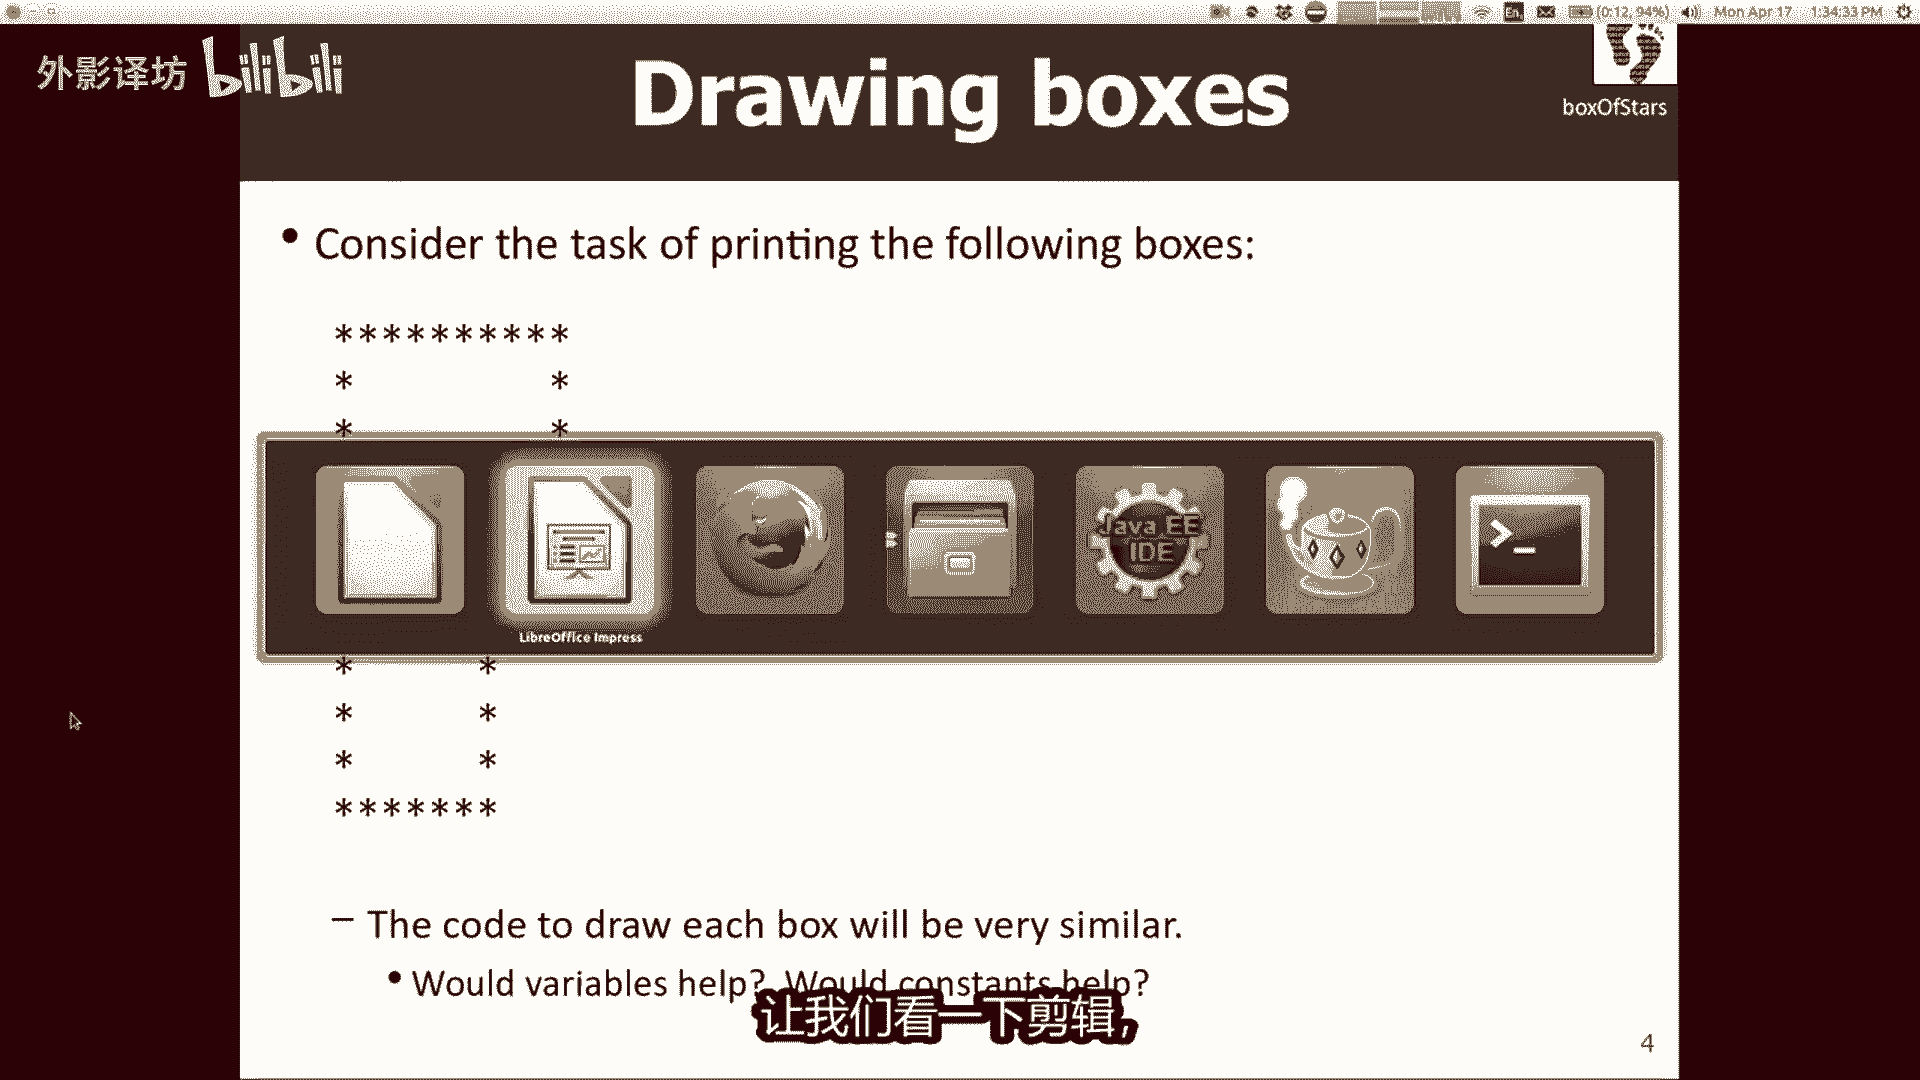 En (0:12, 94%) Mon Apr 17 1:34:33 PM
外影译坊 bilibili
Drawing boxes
boxOfStars
• Consider the task of printing the following boxes:
**********
*        *
*        *
Java EE
IDE
>_
LibreOffice Impress
*     *
*     *
*     *
*******
– The code to draw each box will be very similar.
• Would variables help? Would constants help?
让我们看一下剪辑，
4